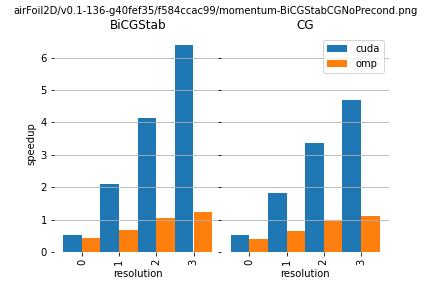 airFoil2D/v0.1-136-g40fef35/f584ccac99/momentum-BiCGStabCGNoPrecond.png
BiCGStab
CG
cuda
omp
speedup
6
5
4
3
2
1
0
0 1 2 3
resolution
0 1 2 3
resolution